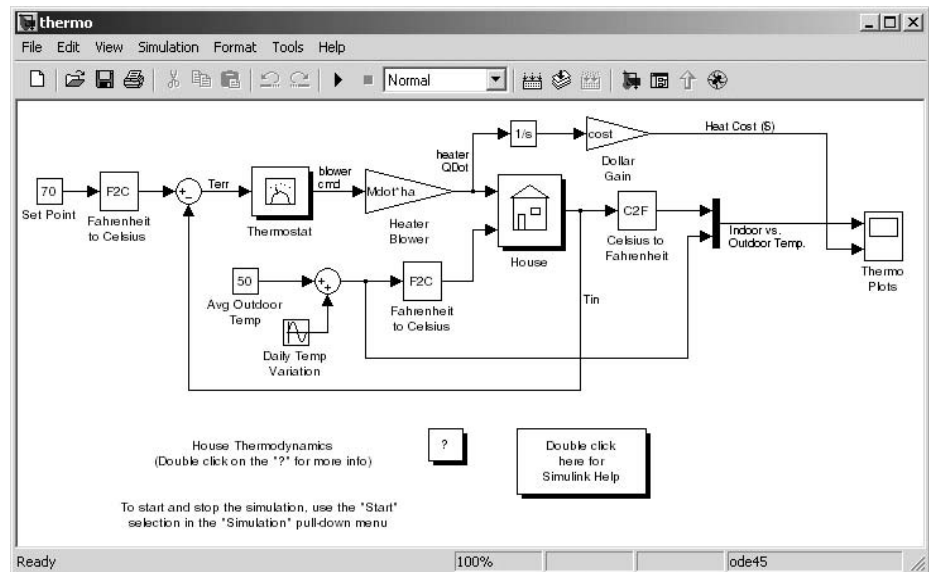 thermo
File Edit View Simulation Format Tools Help
Normal
Heat Cost ($)
1/s
cost
heater
QDot
Dollar
Gain
blower
cmd
Terr
70
F2C
+
−
Mdot*ha
C2F
Set Point
Fahrenheit
to Celsius
Thermostat
Heater
Blower
House
Celsius to
Fahrenheit
Indoor vs.
Outdoor Temp.
Thermo
Plots
50
+
+
F2C
Avg Outdoor
Temp
Fahrenheit
to Celsius
Tin
Daily Temp
Variation
House Thermodynamics
(Double click on the "?" for more info)
?
Double click
here for
Simulink Help
To start and stop the simulation, use the "Start"
selection in the "Simulation" pull-down menu
Ready 100% ode45